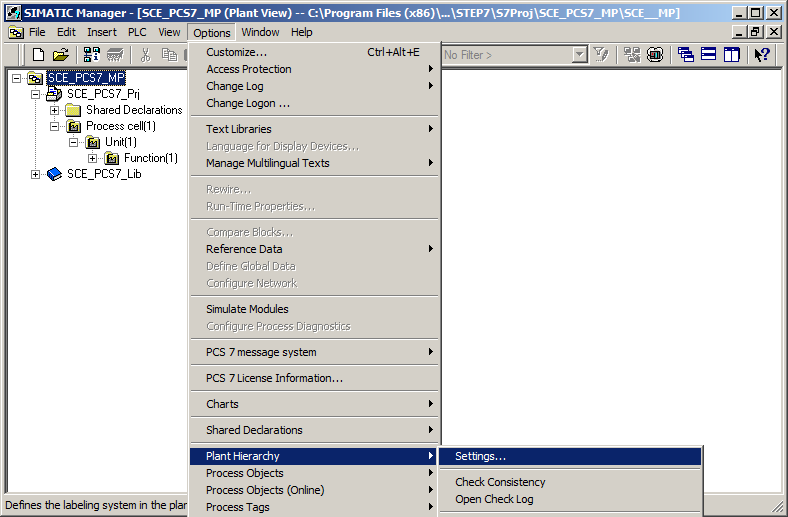 SIMATIC Manager - [SCE_PCS7_MP (Plant View) -- C:\Program Files (x86)\...\STEP7\S7Proj\SCE_PCS7_MP\SCE__MP]
File Edit Insert PLC View Options Window Help
No Filter >
SCE_PCS7_MP
SCE_PCS7_Prj
Shared Declarations
Process cell(1)
Unit(1)
Function(1)
SCE_PCS7_Lib
Customize... Ctrl+Alt+E
Access Protection
Change Log
Change Logon ...
Text Libraries
Language for Display Devices...
Manage Multilingual Texts
Rewire...
Run-Time Properties...
Compare Blocks...
Reference Data
Define Global Data
Configure Network
Simulate Modules
Configure Process Diagnostics
PCS 7 message system
PCS 7 License Information...
Charts
Shared Declarations
Plant Hierarchy
Process Objects
Process Objects (Online)
Process Tags
Settings...
Check Consistency
Open Check Log
Defines the labeling system in the plan